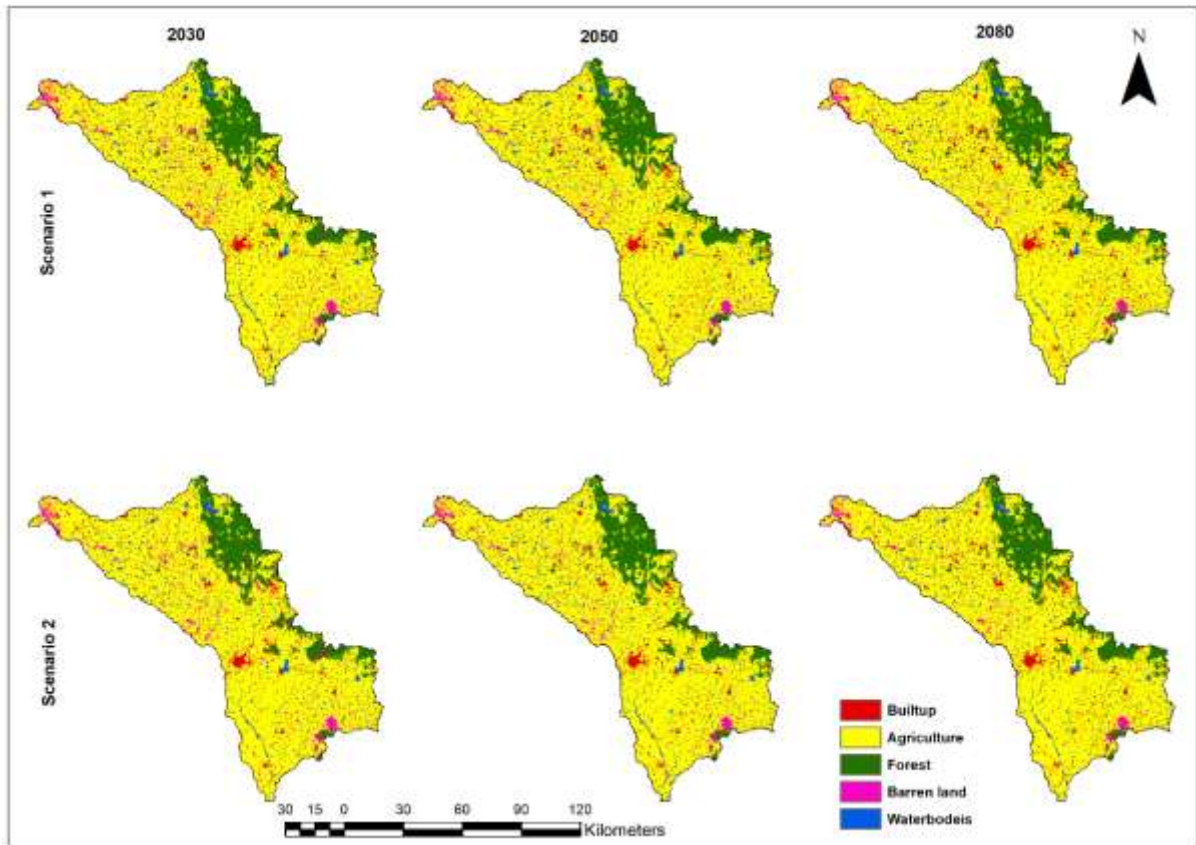 2030
2050
2080
N
Scenario 1
Scenario 2
Builtup
Agriculture
Forest
Barren land
Waterbodeis
30 15 0 30 60 90 120
Kilometers